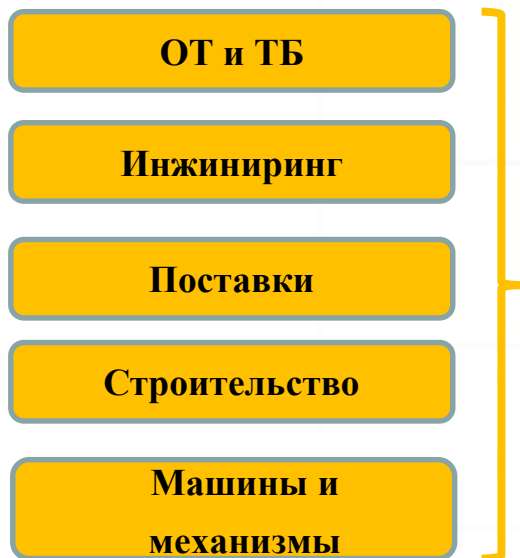 ОТ и ТБ
Инжиниринг
Поставки
Строительство
Машины и
механизмы